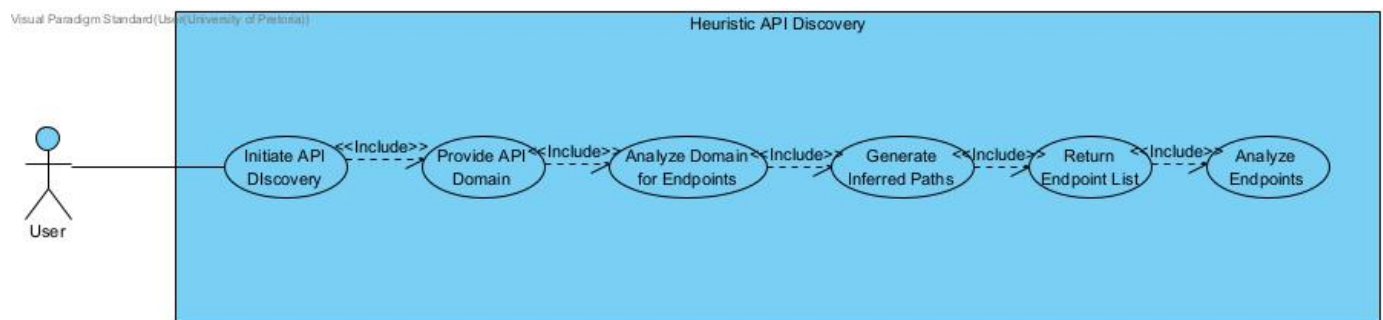 Visual Paradigm Standard(User(University of Pretoria))
Heuristic API Discovery
<<Include>>
<<Include>>
<<Include>>
<<Include>>
<<Include>>
Initiate API
DIscovery
Provide API
Domain
Analyze Domain
for Endpoints
Generate
Inferred Paths
Return
Endpoint List
Analyze
Endpoints
User